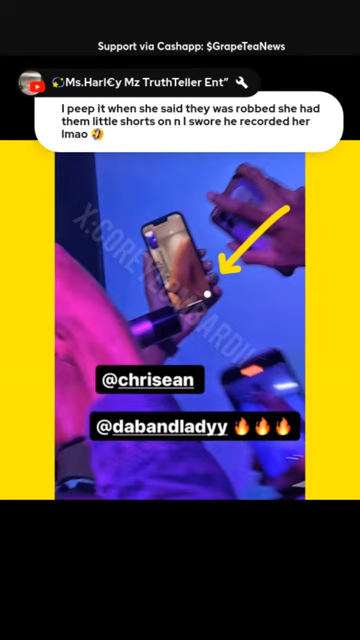 Support via Cashapp: $GrapeTeaNews
💫Ms.Harl€y Mz TruthTeller Ent”
I peep it when she said they was robbed she had
them little shorts on n I swore he recorded her
lmao 🤣
@chrisean
@dabandladyy 🔥🔥🔥